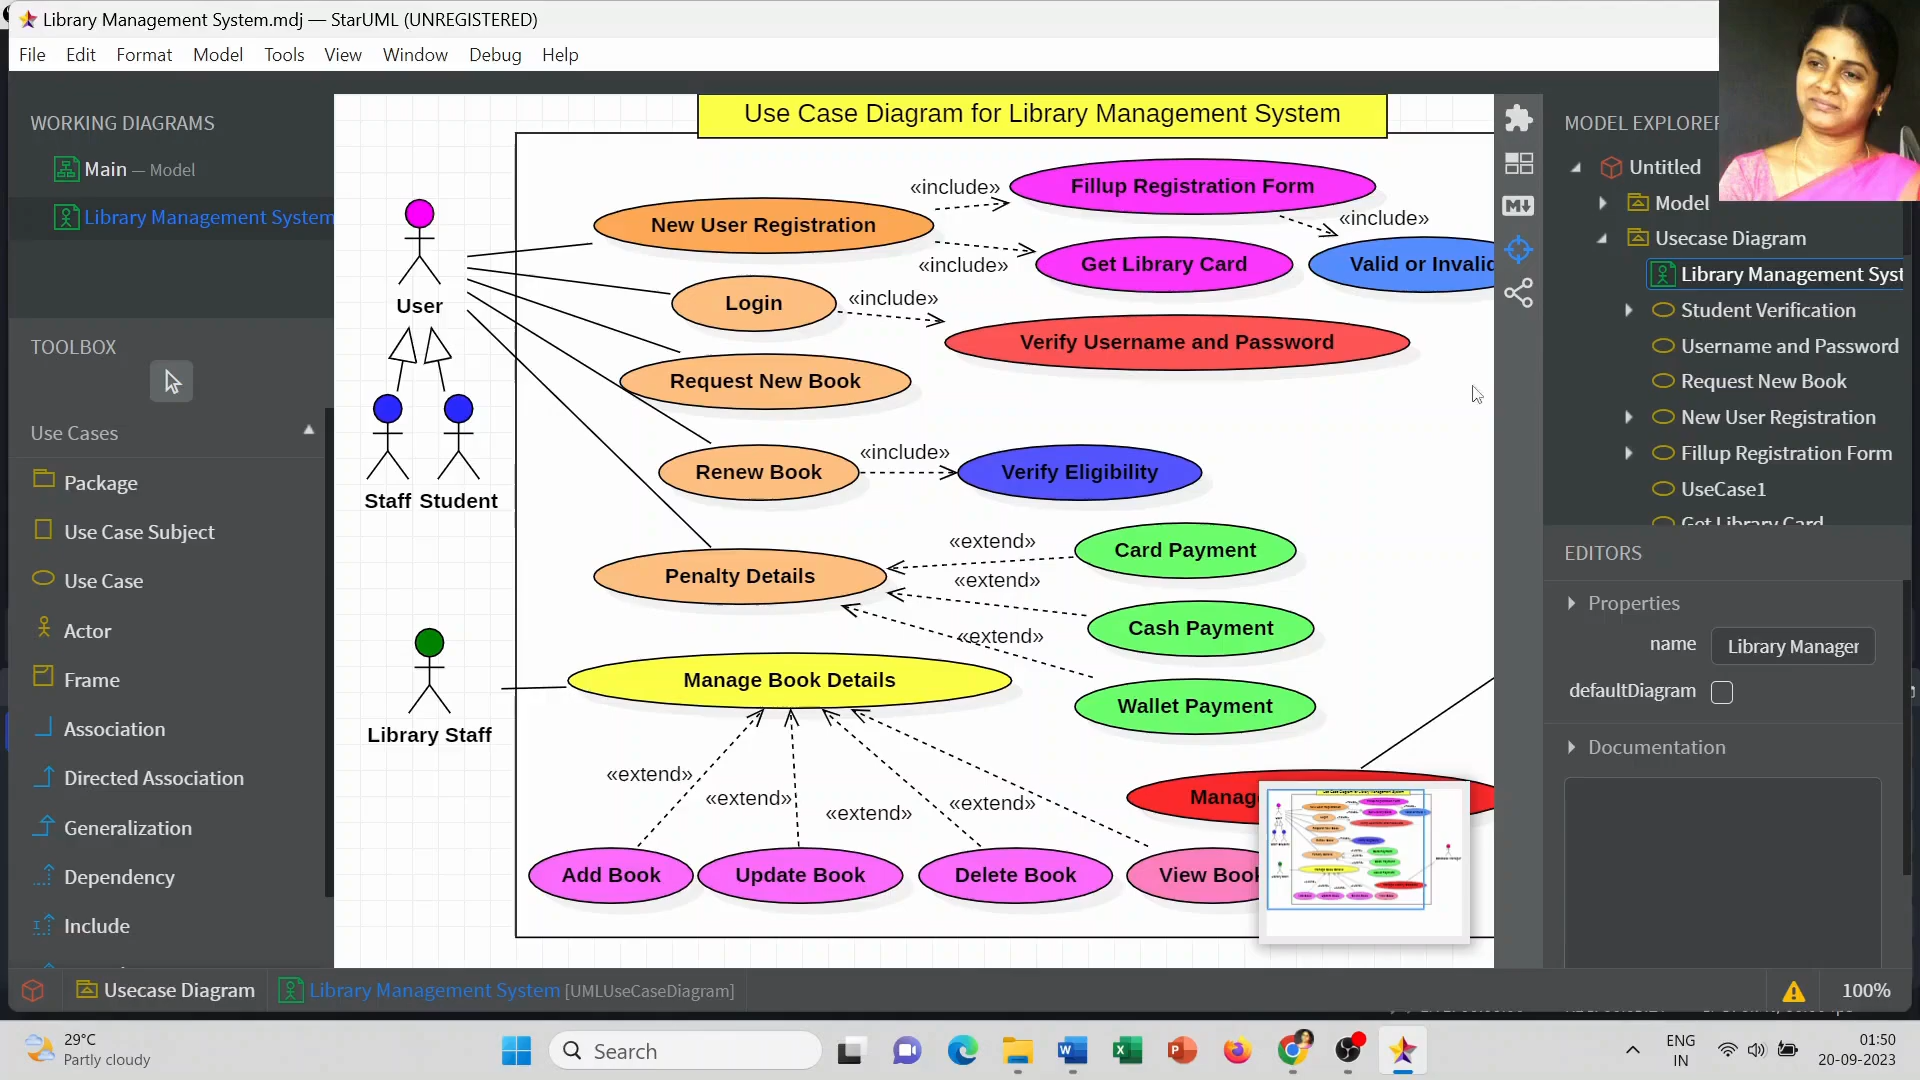 Library Management System.mdj — StarUML (UNREGISTERED)
File Edit Format Model Tools View Window Debug Help
WORKING DIAGRAMS
Main — Model
Library Management System
TOOLBOX
Use Cases
Package
Use Case Subject
Use Case
Actor
Frame
Association
Directed Association
Generalization
Dependency
Include
Use Case Diagram for Library Management System
User
Staff Student
Library Staff
New User Registration
«include»
Fillup Registration Form
«include»
«include»
Get Library Card
Valid or Invalid
Login
«include»
Verify Username and Password
Request New Book
Renew Book
«include»
Verify Eligibility
Penalty Details
«extend»
Card Payment
«extend»
Cash Payment
«extend»
Wallet Payment
Manage Book Details
«extend»
«extend»
«extend»
«extend»
Add Book
Update Book
Delete Book
View Book
Manag
MODEL EXPLORER
Untitled
Model
Usecase Diagram
Library Management Syst
Student Verification
Username and Password
Request New Book
New User Registration
Fillup Registration Form
UseCase1
Get Library Card
EDITORS
Properties
name Library Manager
defaultDiagram
Documentation
Usecase Diagram
Library Management System [UMLUseCaseDiagram]
100%
29°C
Partly cloudy
Search
ENG
IN
01:50
20-09-2023